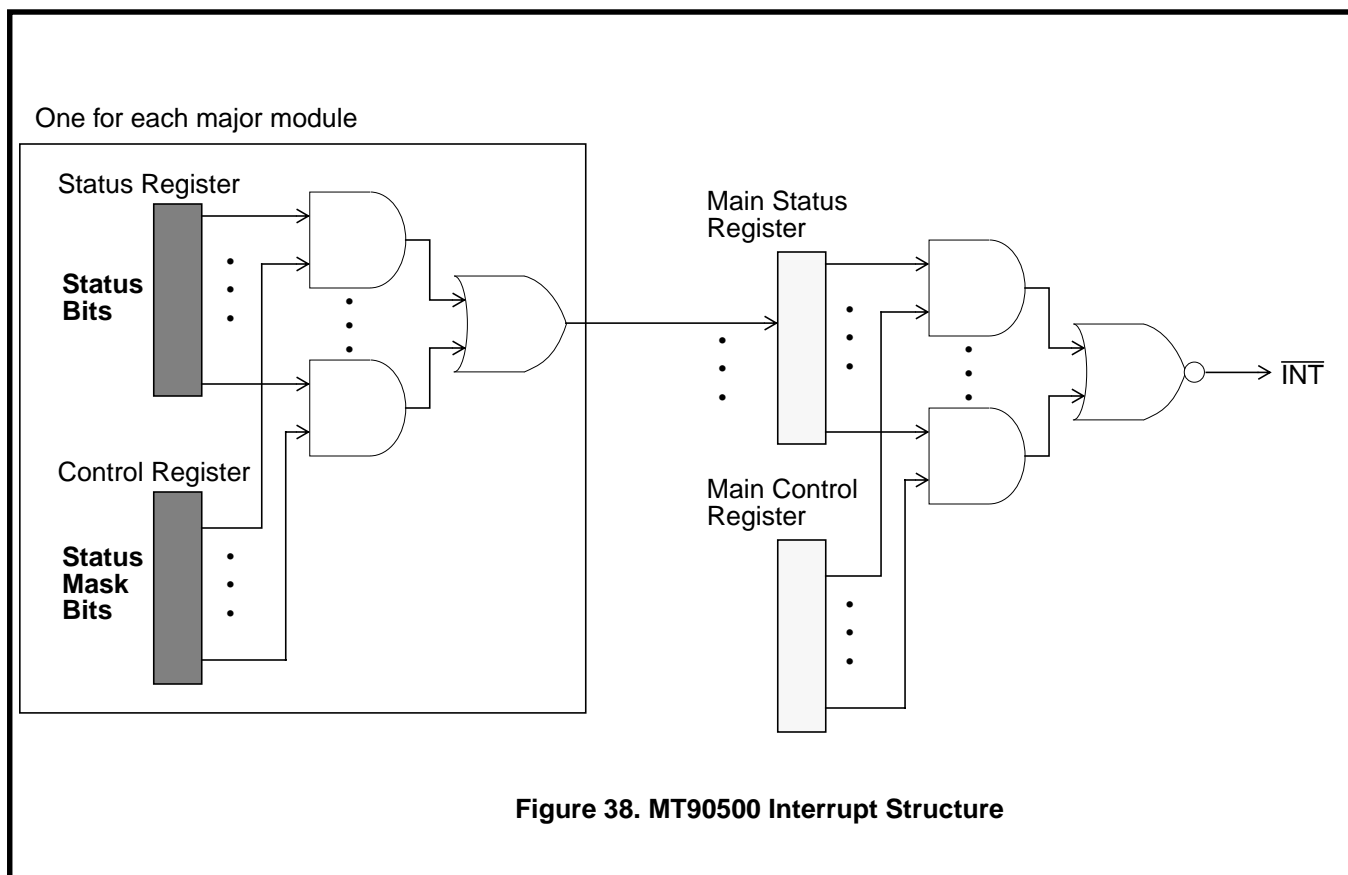 One for each major module
Status Register
Status
Bits
Control Register
Status
Mask
Bits
Main Status
Register
Main Control
Register
INT
Figure 38. MT90500 Interrupt Structure